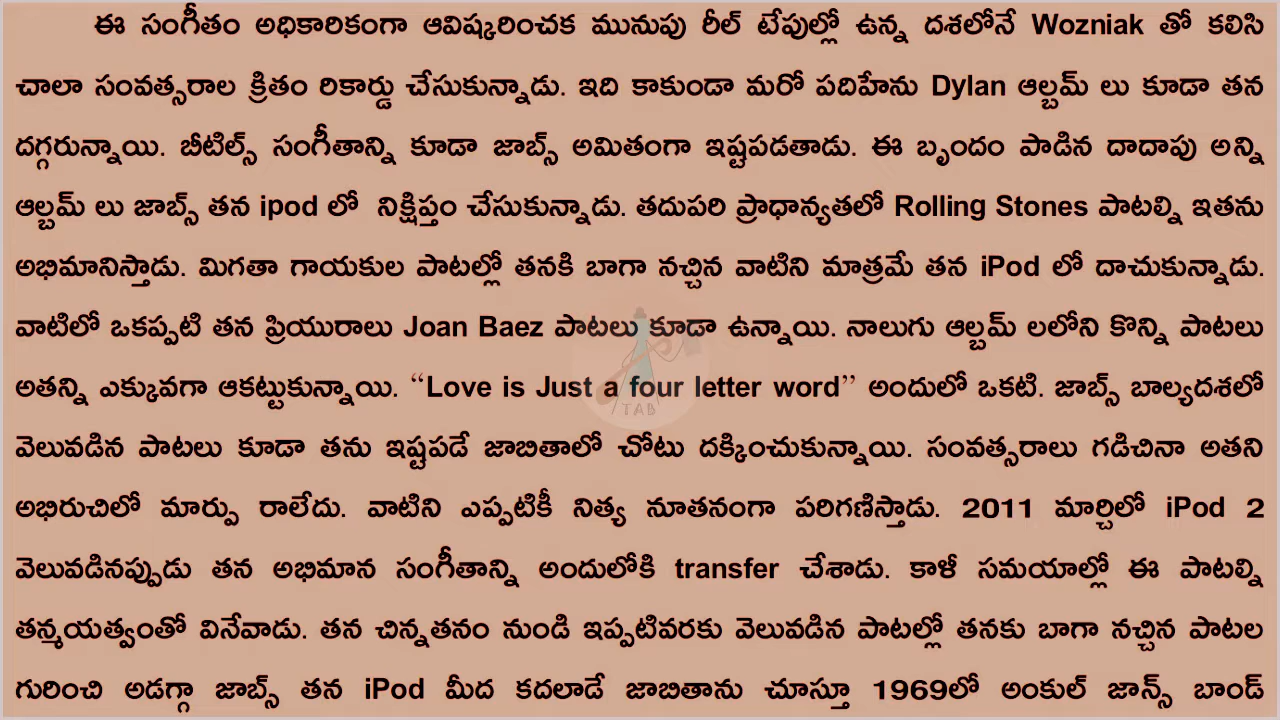 ఈ సంగీతం అధికారికంగా ఆవిష్కరించక మునుపు రీల్ టేపుల్లో ఉన్న దశలోనే Wozniak తో కలిసి
చాలా సంవత్సరాల క్రితం రికార్డు చేసుకున్నాడు. ఇది కాకుండా మరో పదిహేను Dylan ఆల్బమ్ లు కూడా తన
దగ్గరున్నాయి. బీటిల్స్ సంగీతాన్ని కూడా జాబ్స్ అమితంగా ఇష్టపడతాడు. ఈ బృందం పాడిన దాదాపు అన్ని
ఆల్బమ్ లు జాబ్స్ తన ipod లో నిక్షిప్తం చేసుకున్నాడు. తదుపరి ప్రాధాన్యతలో Rolling Stones పాటల్ని ఇతను
అభిమానిస్తాడు. మిగతా గాయకుల పాటల్లో తనకి బాగా నచ్చిన వాటిని మాత్రమే తన iPod లో దాచుకున్నాడు.
వాటిలో ఒకప్పటి తన ప్రియురాలు Joan Baez పాటలు కూడా ఉన్నాయి. నాలుగు ఆల్బమ్ లలోని కొన్ని పాటలు
అతన్ని ఎక్కువగా ఆకట్టుకున్నాయి. “Love is Just a four letter word” అందులో ఒకటి. జాబ్స్ బాల్యదశలో
వెలువడిన పాటలు కూడా తను ఇష్టపడే జాబితాలో చోటు దక్కించుకున్నాయి. సంవత్సరాలు గడిచినా అతని
అభిరుచిలో మార్పు రాలేదు. వాటిని ఎప్పటికీ నిత్య నూతనంగా పరిగణిస్తాడు. 2011 మార్చిలో iPod 2
వెలువడినప్పుడు తన అభిమాన సంగీతాన్ని అందులోకి transfer చేశాడు. కాళీ సమయాల్లో ఈ పాటల్ని
తన్మయత్వంతో వినేవాడు. తన చిన్నతనం నుండి ఇప్పటివరకు వెలువడిన పాటల్లో తనకు బాగా నచ్చిన పాటల
గురించి అడగ్గా జాబ్స్ తన iPod మీద కదలాడే జాబితాను చూస్తూ 1969లో అంకుల్ జాన్స్ బాండ్
TAB